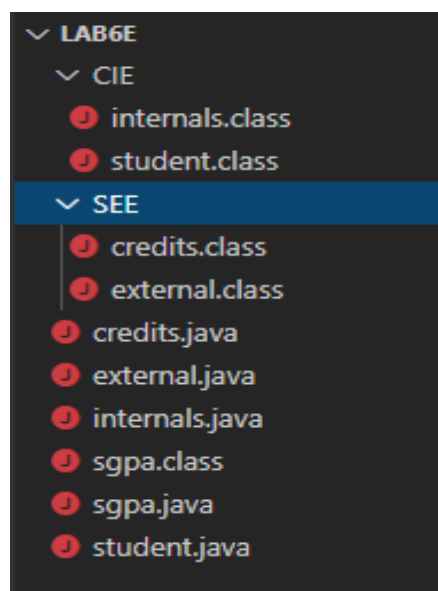 LAB6E
CIE
J internals.class
J student.class
SEE
J credits.class
J external.class
J credits.java
J external.java
J internals.java
J sgpa.class
J sgpa.java
J student.java